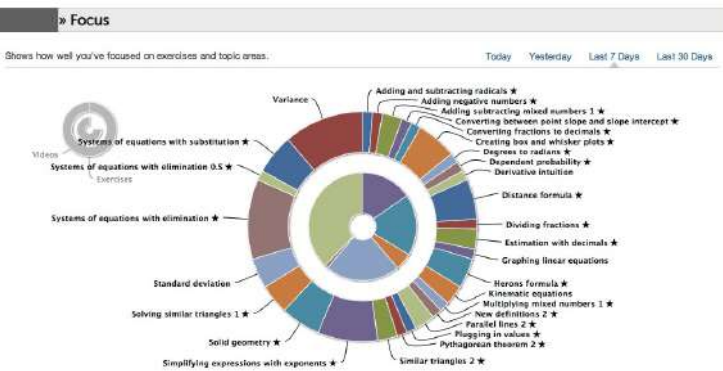 » Focus
Shows how well you've focused on exercises and topic areas.
Today Yesterday Last 7 Days Last 30 Days
Videos
Exercises
Variance
Systems of equations with substitution ★
Systems of equations with elimination 0.5 ★
Systems of equations with elimination ★
Standard deviation
Solving similar triangles 1 ★
Solid geometry ★
Simplifying expressions with exponents ★
Adding and subtracting radicals ★
Adding negative numbers ★
Adding subtracting mixed numbers 1 ★
Converting between point slope and slope intercept ★
Converting fractions to decimals ★
Creating box and whisker plots ★
Degrees to radians ★
Dependent probability ★
Derivative intuition
Distance formula ★
Dividing fractions ★
Estimation with decimals ★
Graphing linear equations
Herons formula ★
Kinematic equations
Multiplying mixed numbers 1 ★
New definitions 2 ★
Parallel lines 2 ★
Plugging in values ★
Pythagorean theorem 2 ★
Similar triangles 2 ★